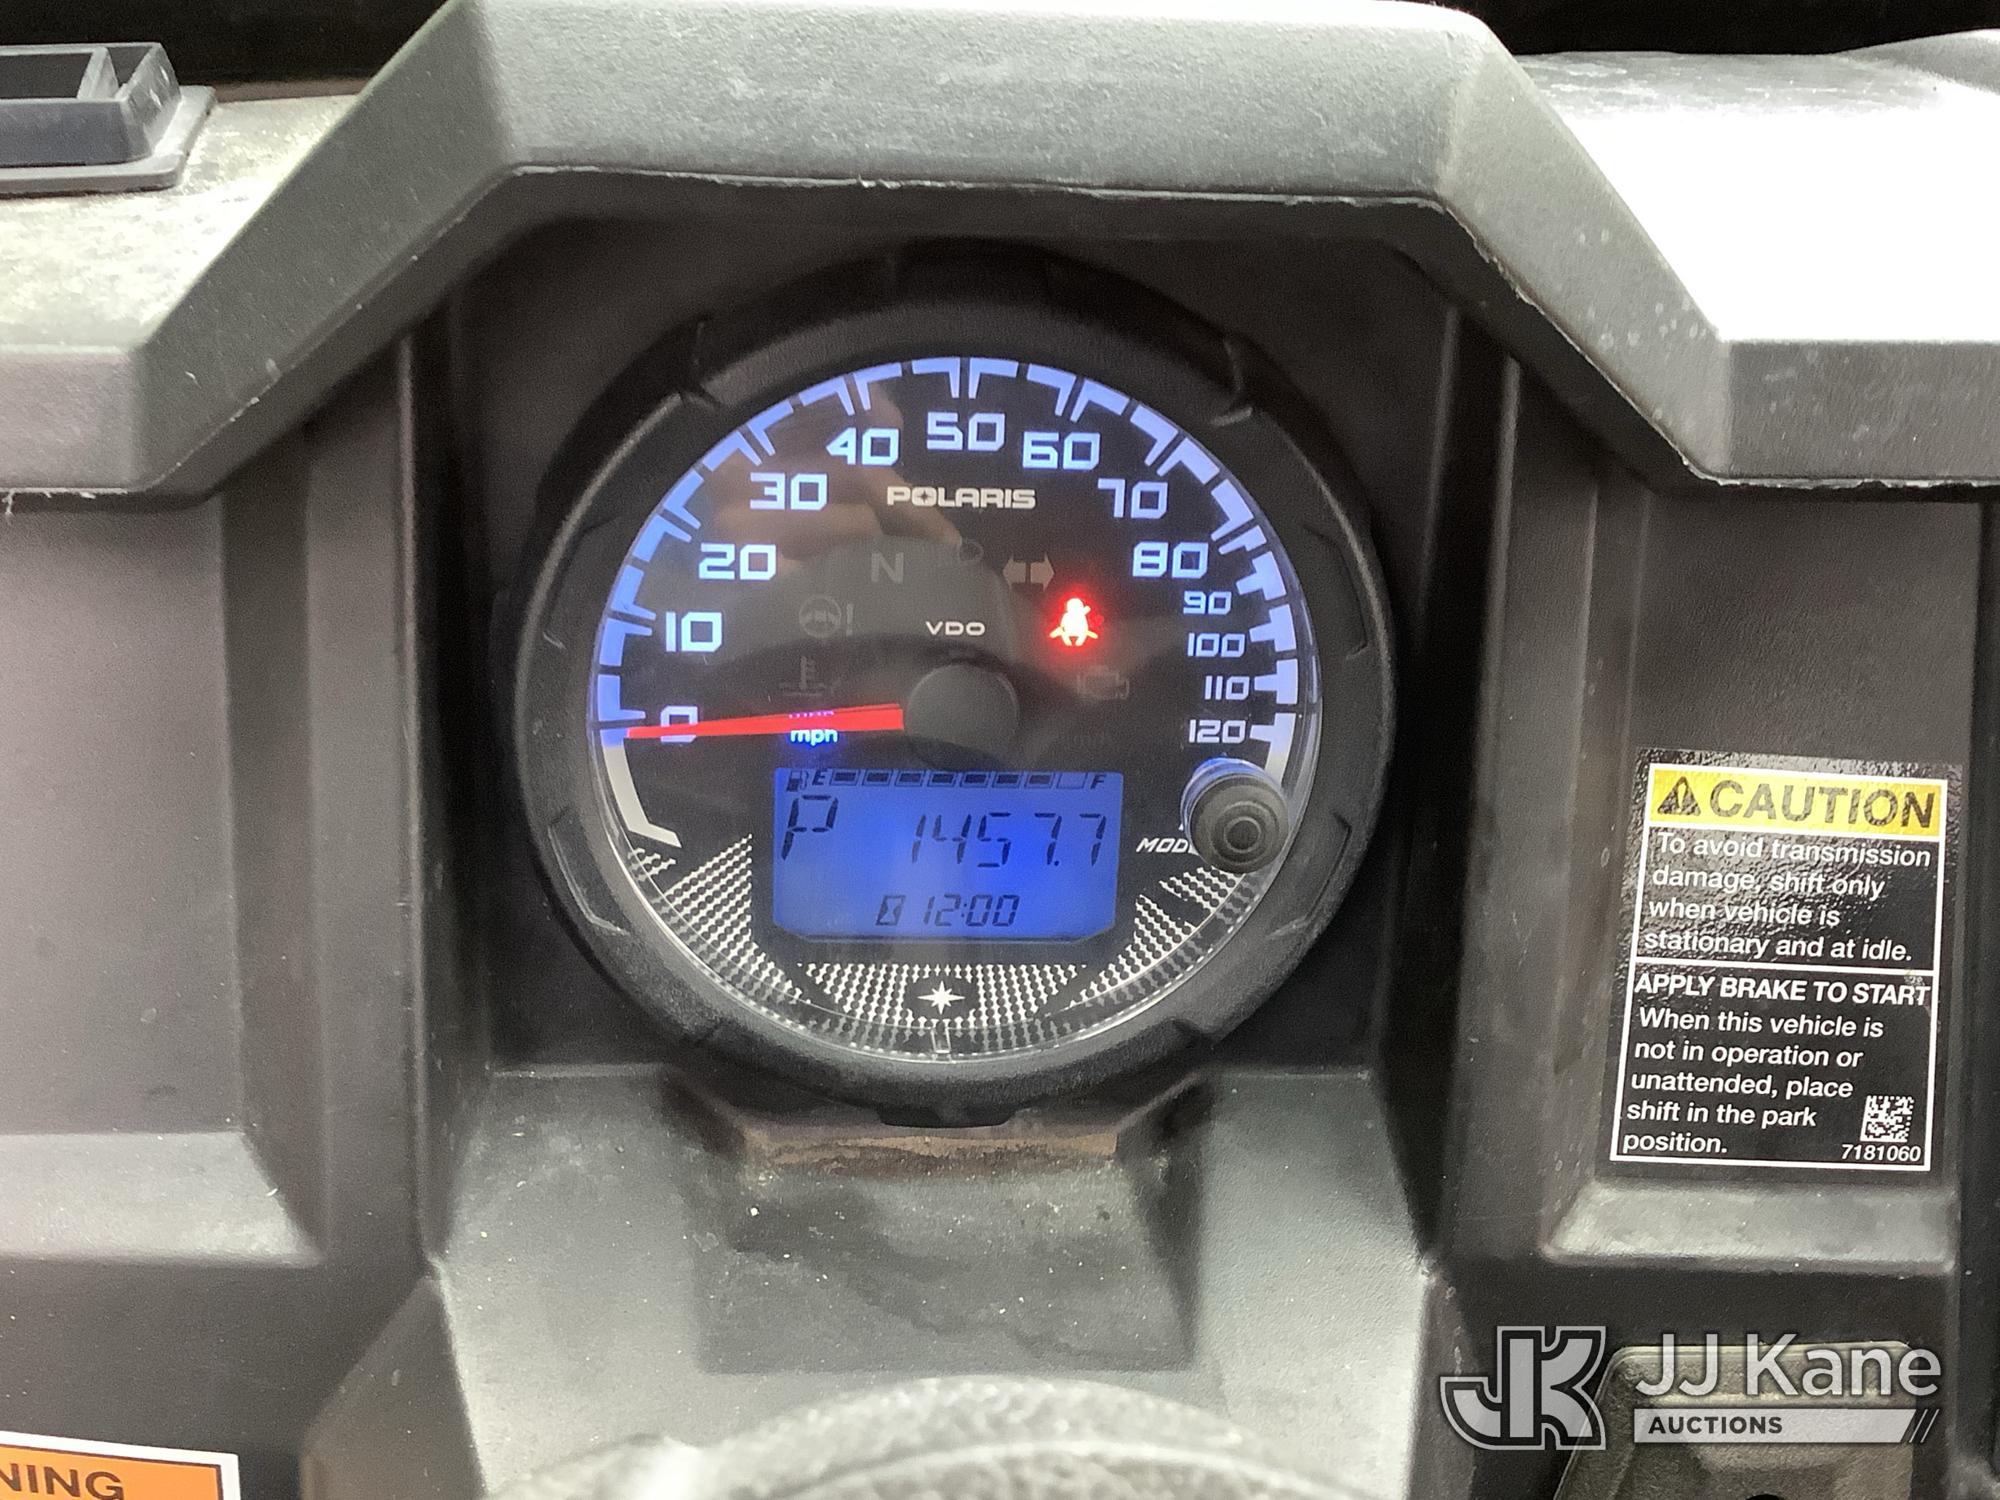 50
40
60
30
POLARIS
70
20
N
80
90
10
VDO
100
110
0
120
mph
E
F
P 1457.7
12:00
CAUTION
To avoid transmission
damage, shift only
when vehicle is
stationary and at idle.
APPLY BRAKE TO START
When this vehicle is
not in operation or
unattended, place
shift in the park
position.
7181060
JK
JJ Kane
AUCTIONS
NING